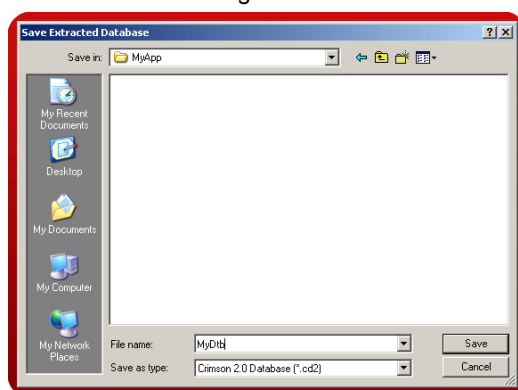 Save Extracted Database
Save in: MyApp
My Recent
Documents
Desktop
My Documents
My Computer
My Network
Places
File name: MyDtb Save
Save as type: Crimson 2.0 Database (*.cd2) Cancel